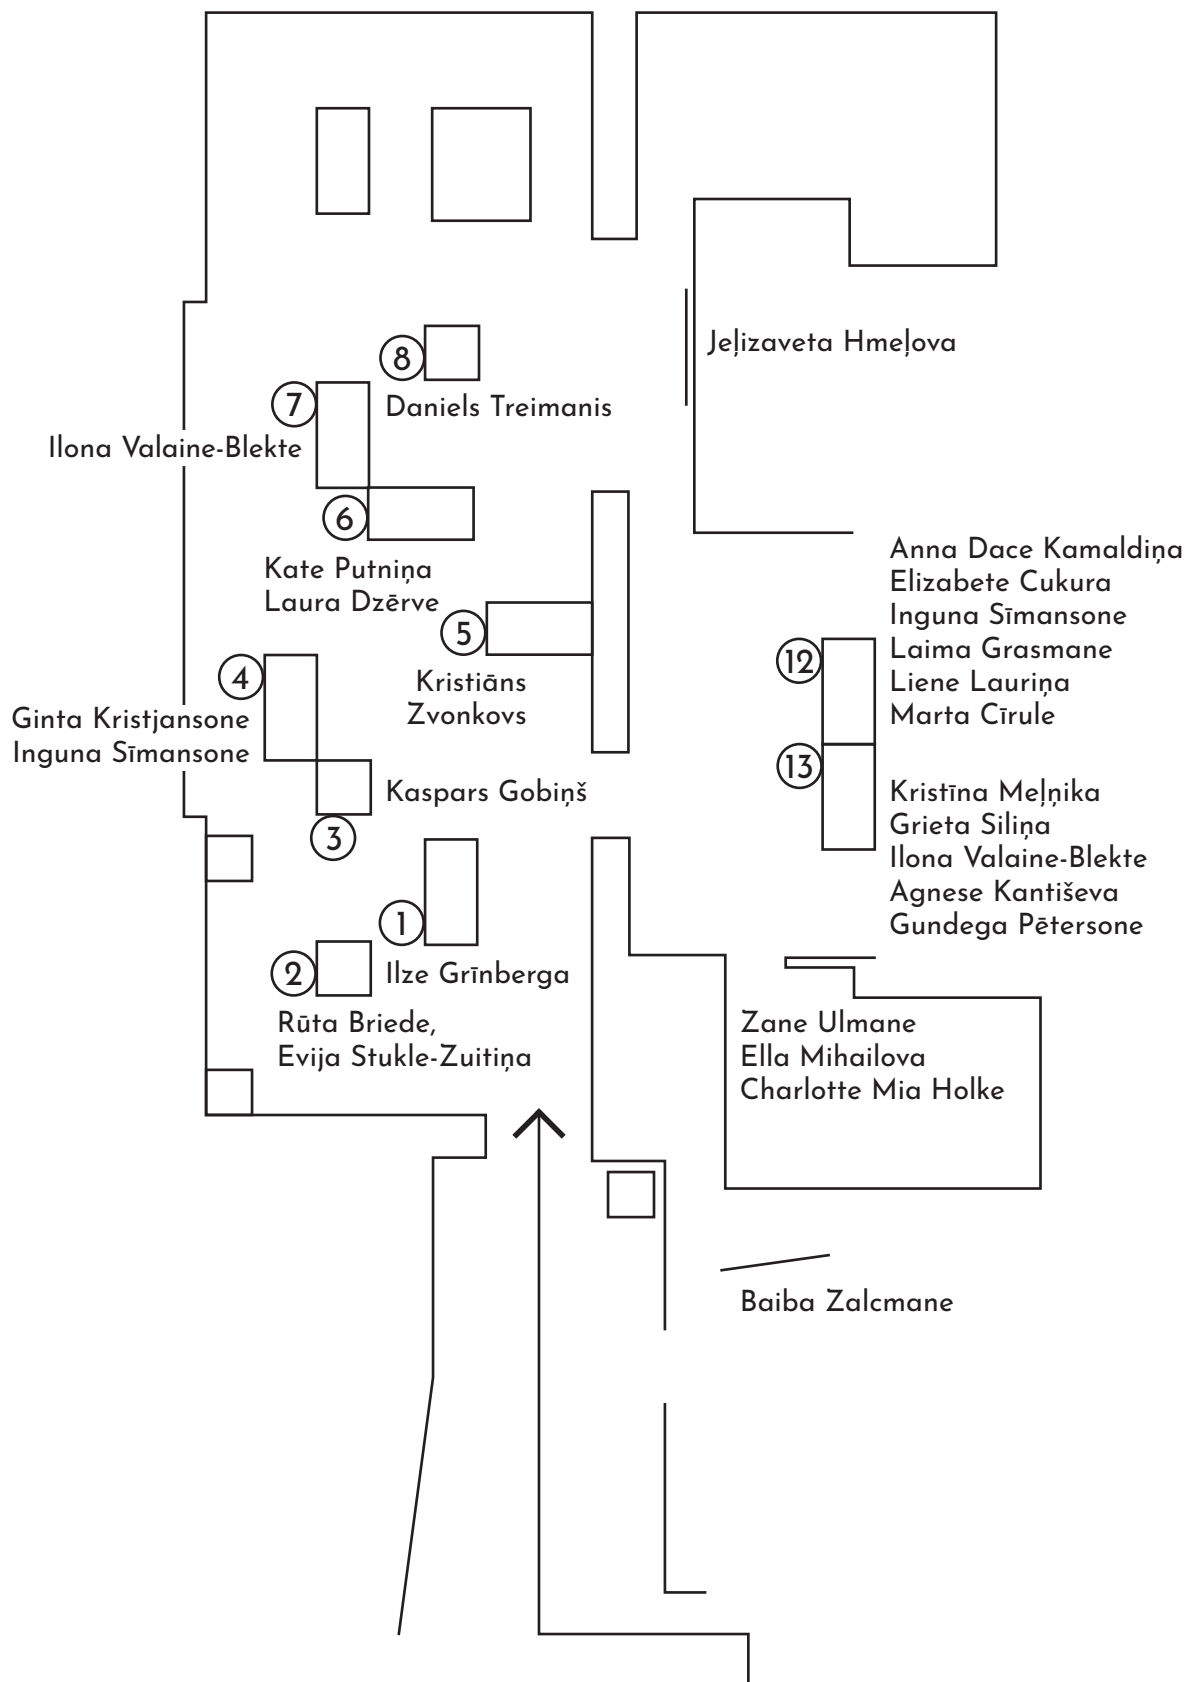 Jeļizaveta Hmeļova
8
Daniels Treimanis
7
Ilona Valaine-Blekte
6
Kate Putniņa
Laura Dzērve
5
Kristiāns
Zvonkovs
4
Ginta Kristjansone
Inguna Sīmansone
Kaspars Gobiņš
3
1
Ilze Grīnberga
2
Rūta Briede,
Evija Stukle-Zuitiņa
12
Anna Dace Kamaldiņa
Elizabete Cukura
Inguna Sīmansone
Laima Grasmane
Liene Lauriņa
Marta Cīrule
13
Kristīna Meļņika
Grieta Siliņa
Ilona Valaine-Blekte
Agnese Kantiševa
Gundega Pētersone
Zane Ulmane
Ella Mihailova
Charlotte Mia Holke
Baiba Zalcmane